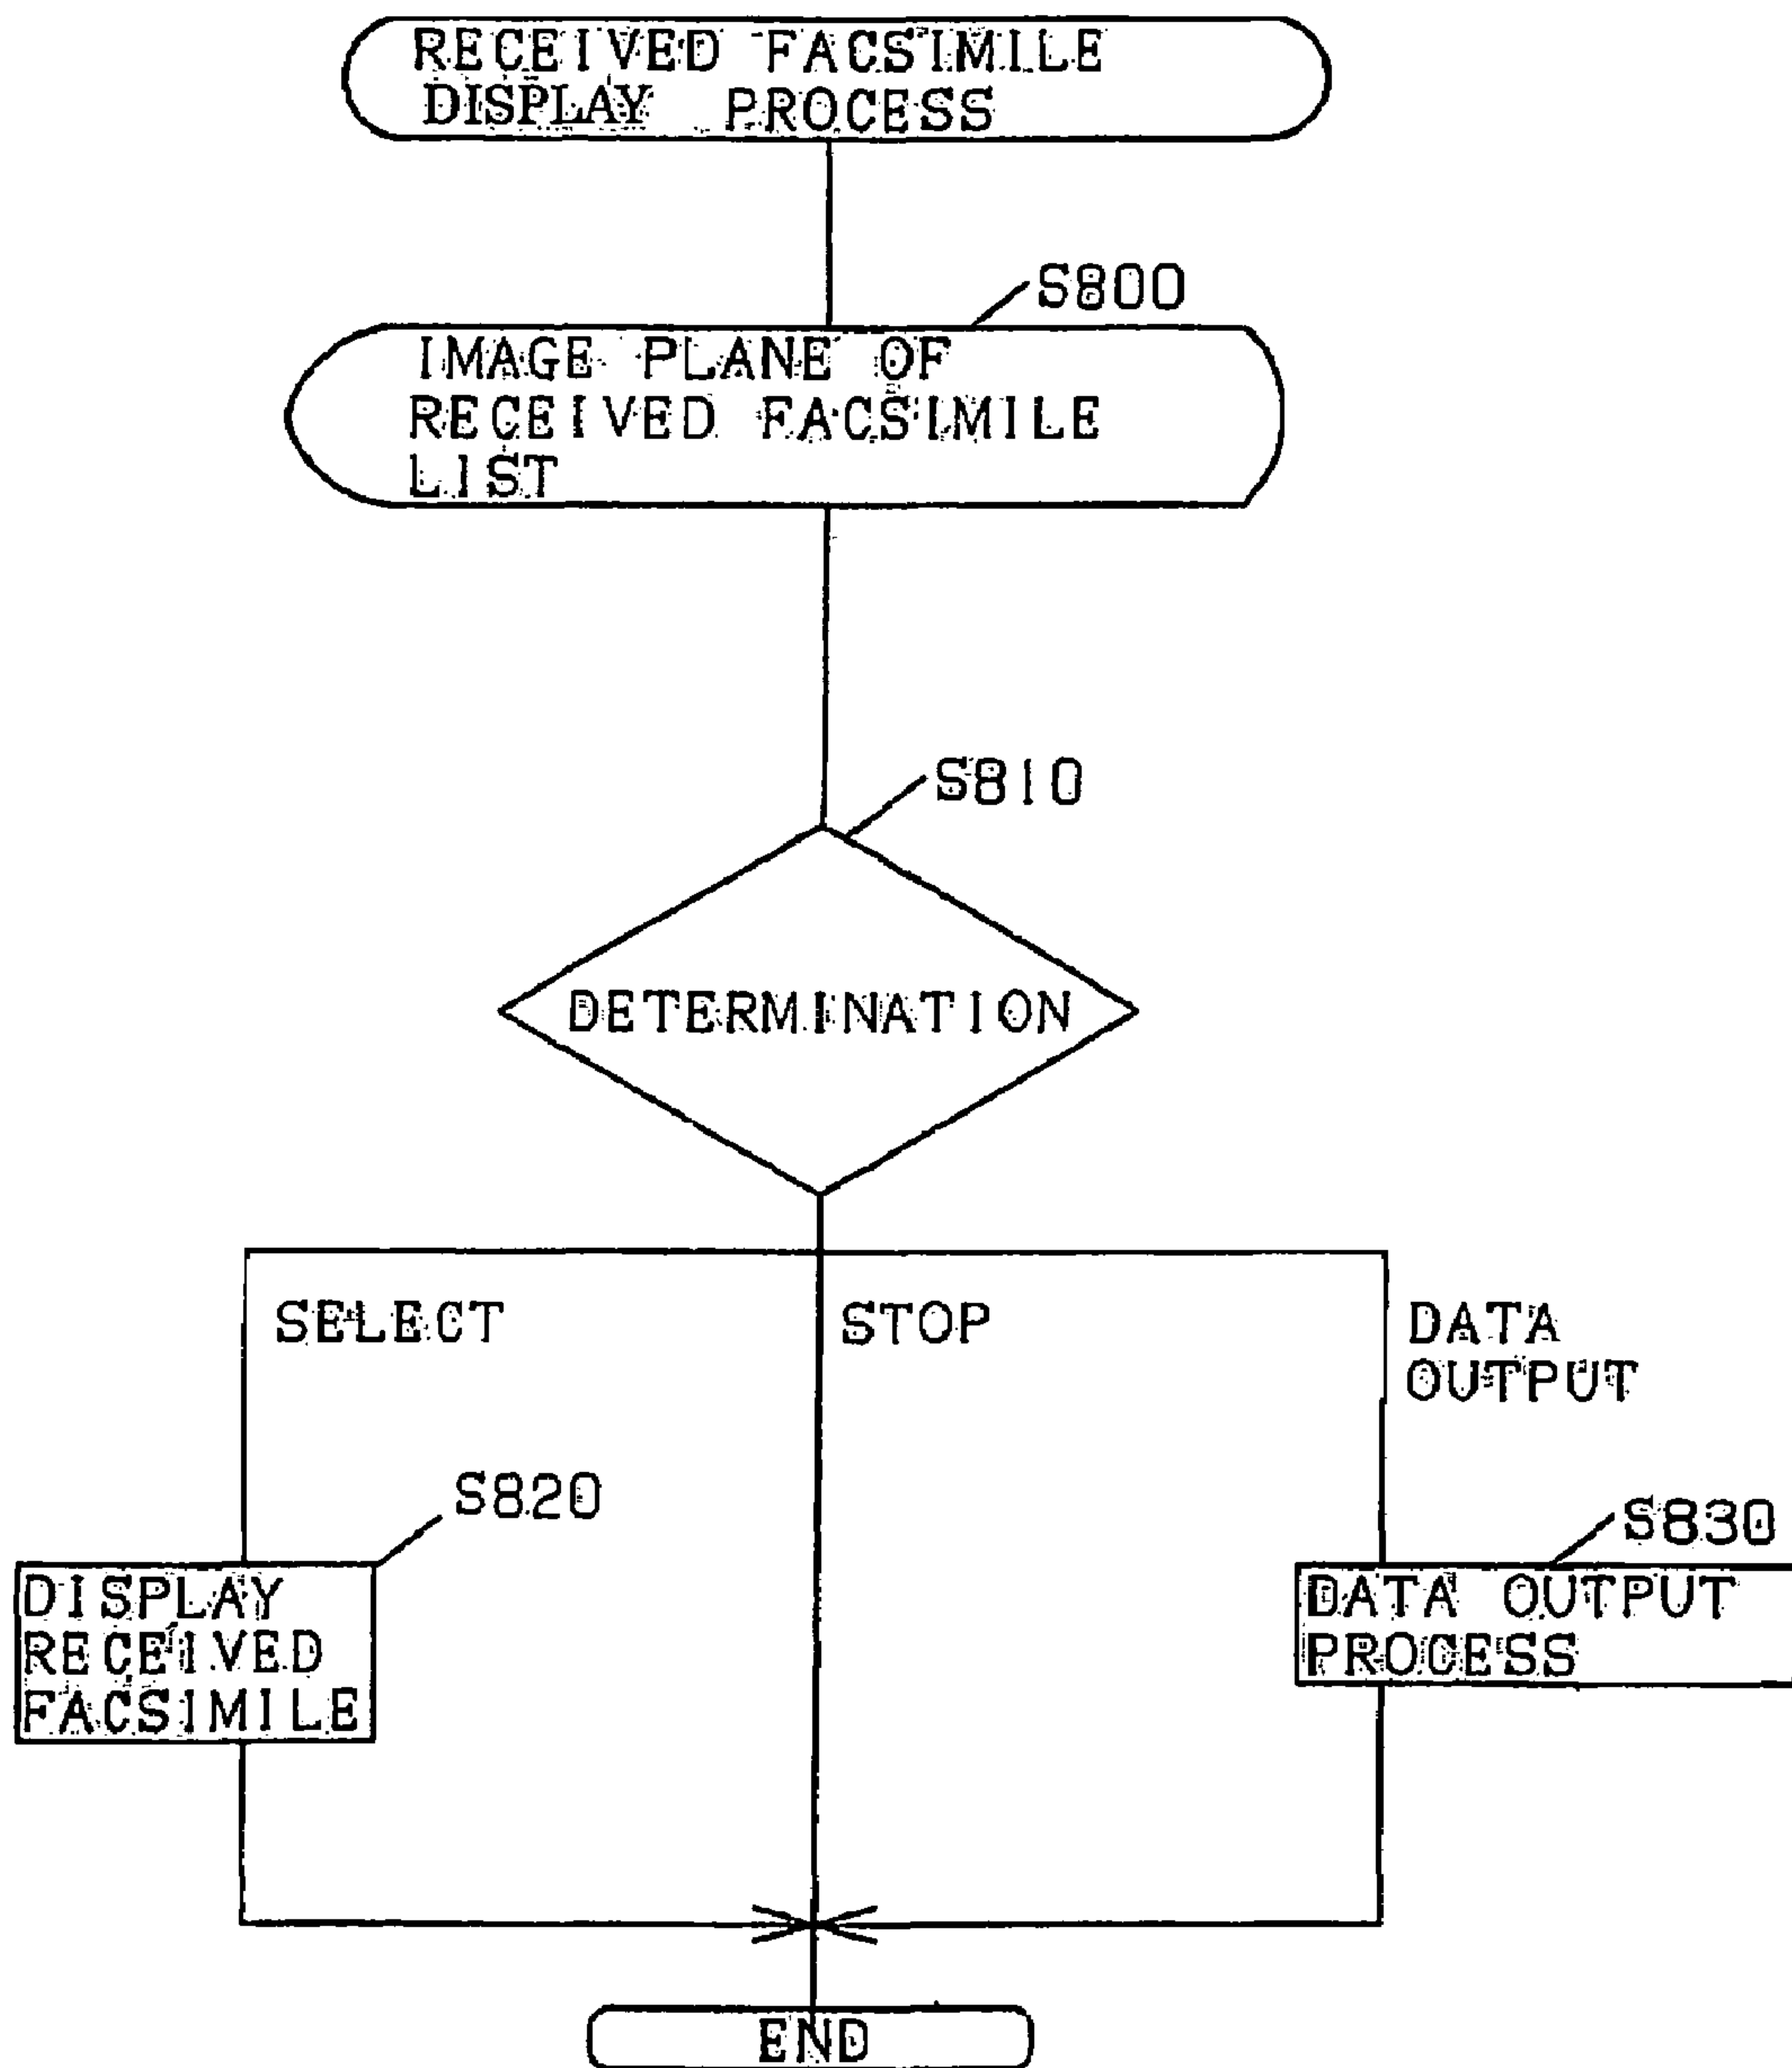 RECEIVED FACSIMILE
DISPLAY PROCESS
S800
IMAGE PLANE OF
RECEIVED FACSIMILE
LIST
S810
DETERMINATION
SELECT
STOP
DATA
OUTPUT
S820
DISPLAY
RECEIVED
FACSIMILE
S830
DATA OUTPUT
PROCESS
END